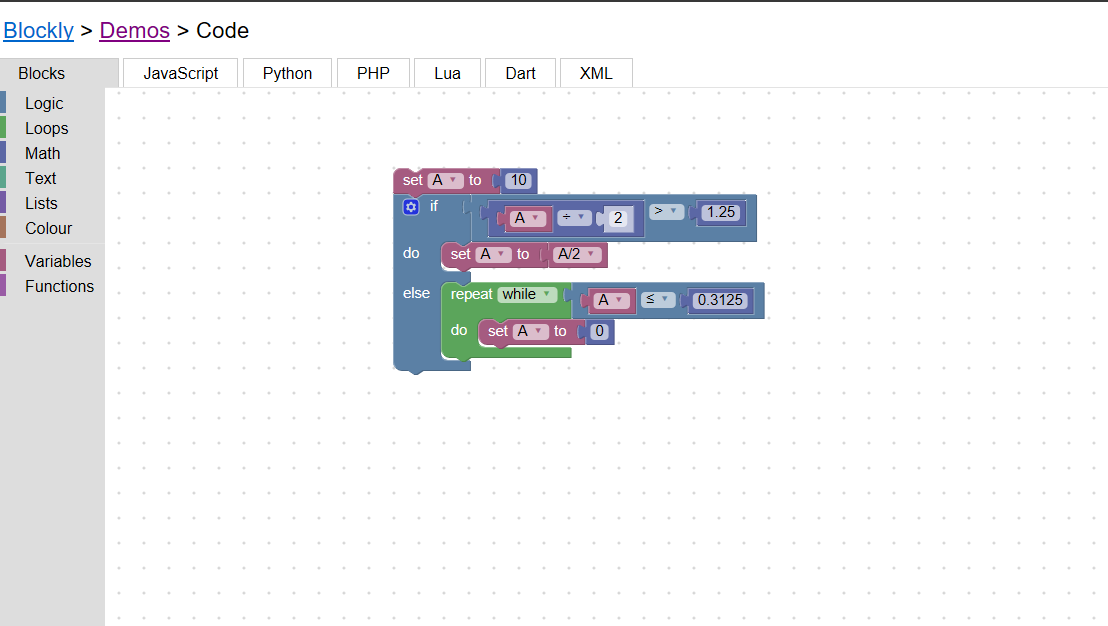 Blockly > Demos > Code
Blocks JavaScript Python PHP Lua Dart XML
Logic
Loops
Math
Text
Lists
Colour
Variables
Functions
set A to 10
if A ÷ 2 > 1.25
do set A to A/2
else repeat while A ≤ 0.3125
do set A to 0